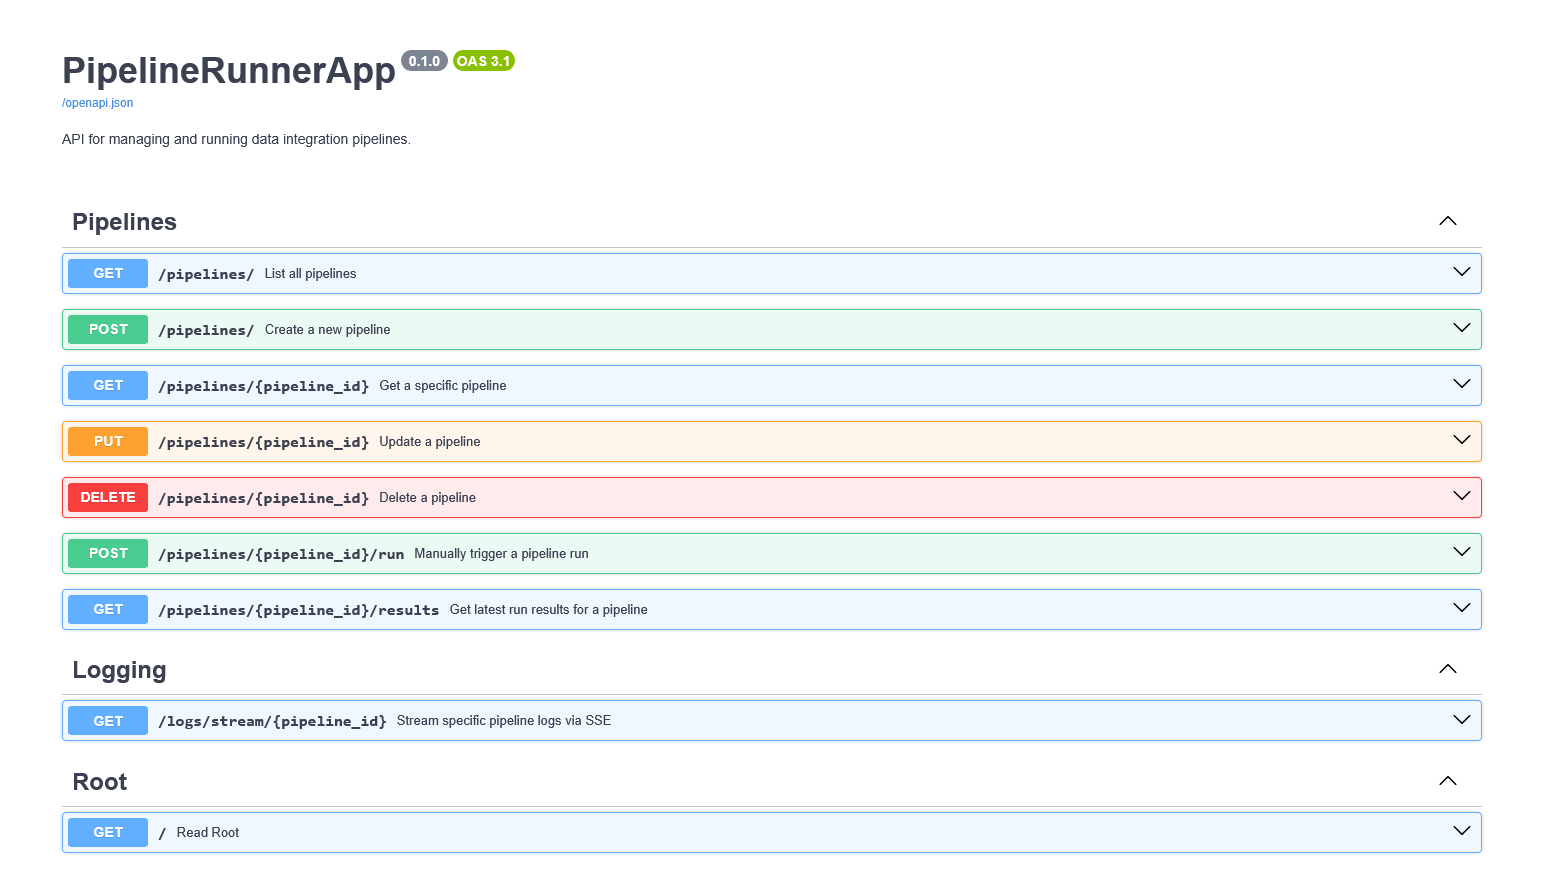 PipelineRunnerApp 0.1.0 OAS 3.1
/openapi.json
API for managing and running data integration pipelines.
Pipelines
GET /pipelines/ List all pipelines
POST /pipelines/ Create a new pipeline
GET /pipelines/{pipeline_id} Get a specific pipeline
PUT /pipelines/{pipeline_id} Update a pipeline
DELETE /pipelines/{pipeline_id} Delete a pipeline
POST /pipelines/{pipeline_id}/run Manually trigger a pipeline run
GET /pipelines/{pipeline_id}/results Get latest run results for a pipeline
Logging
GET /logs/stream/{pipeline_id} Stream specific pipeline logs via SSE
Root
GET / Read Root